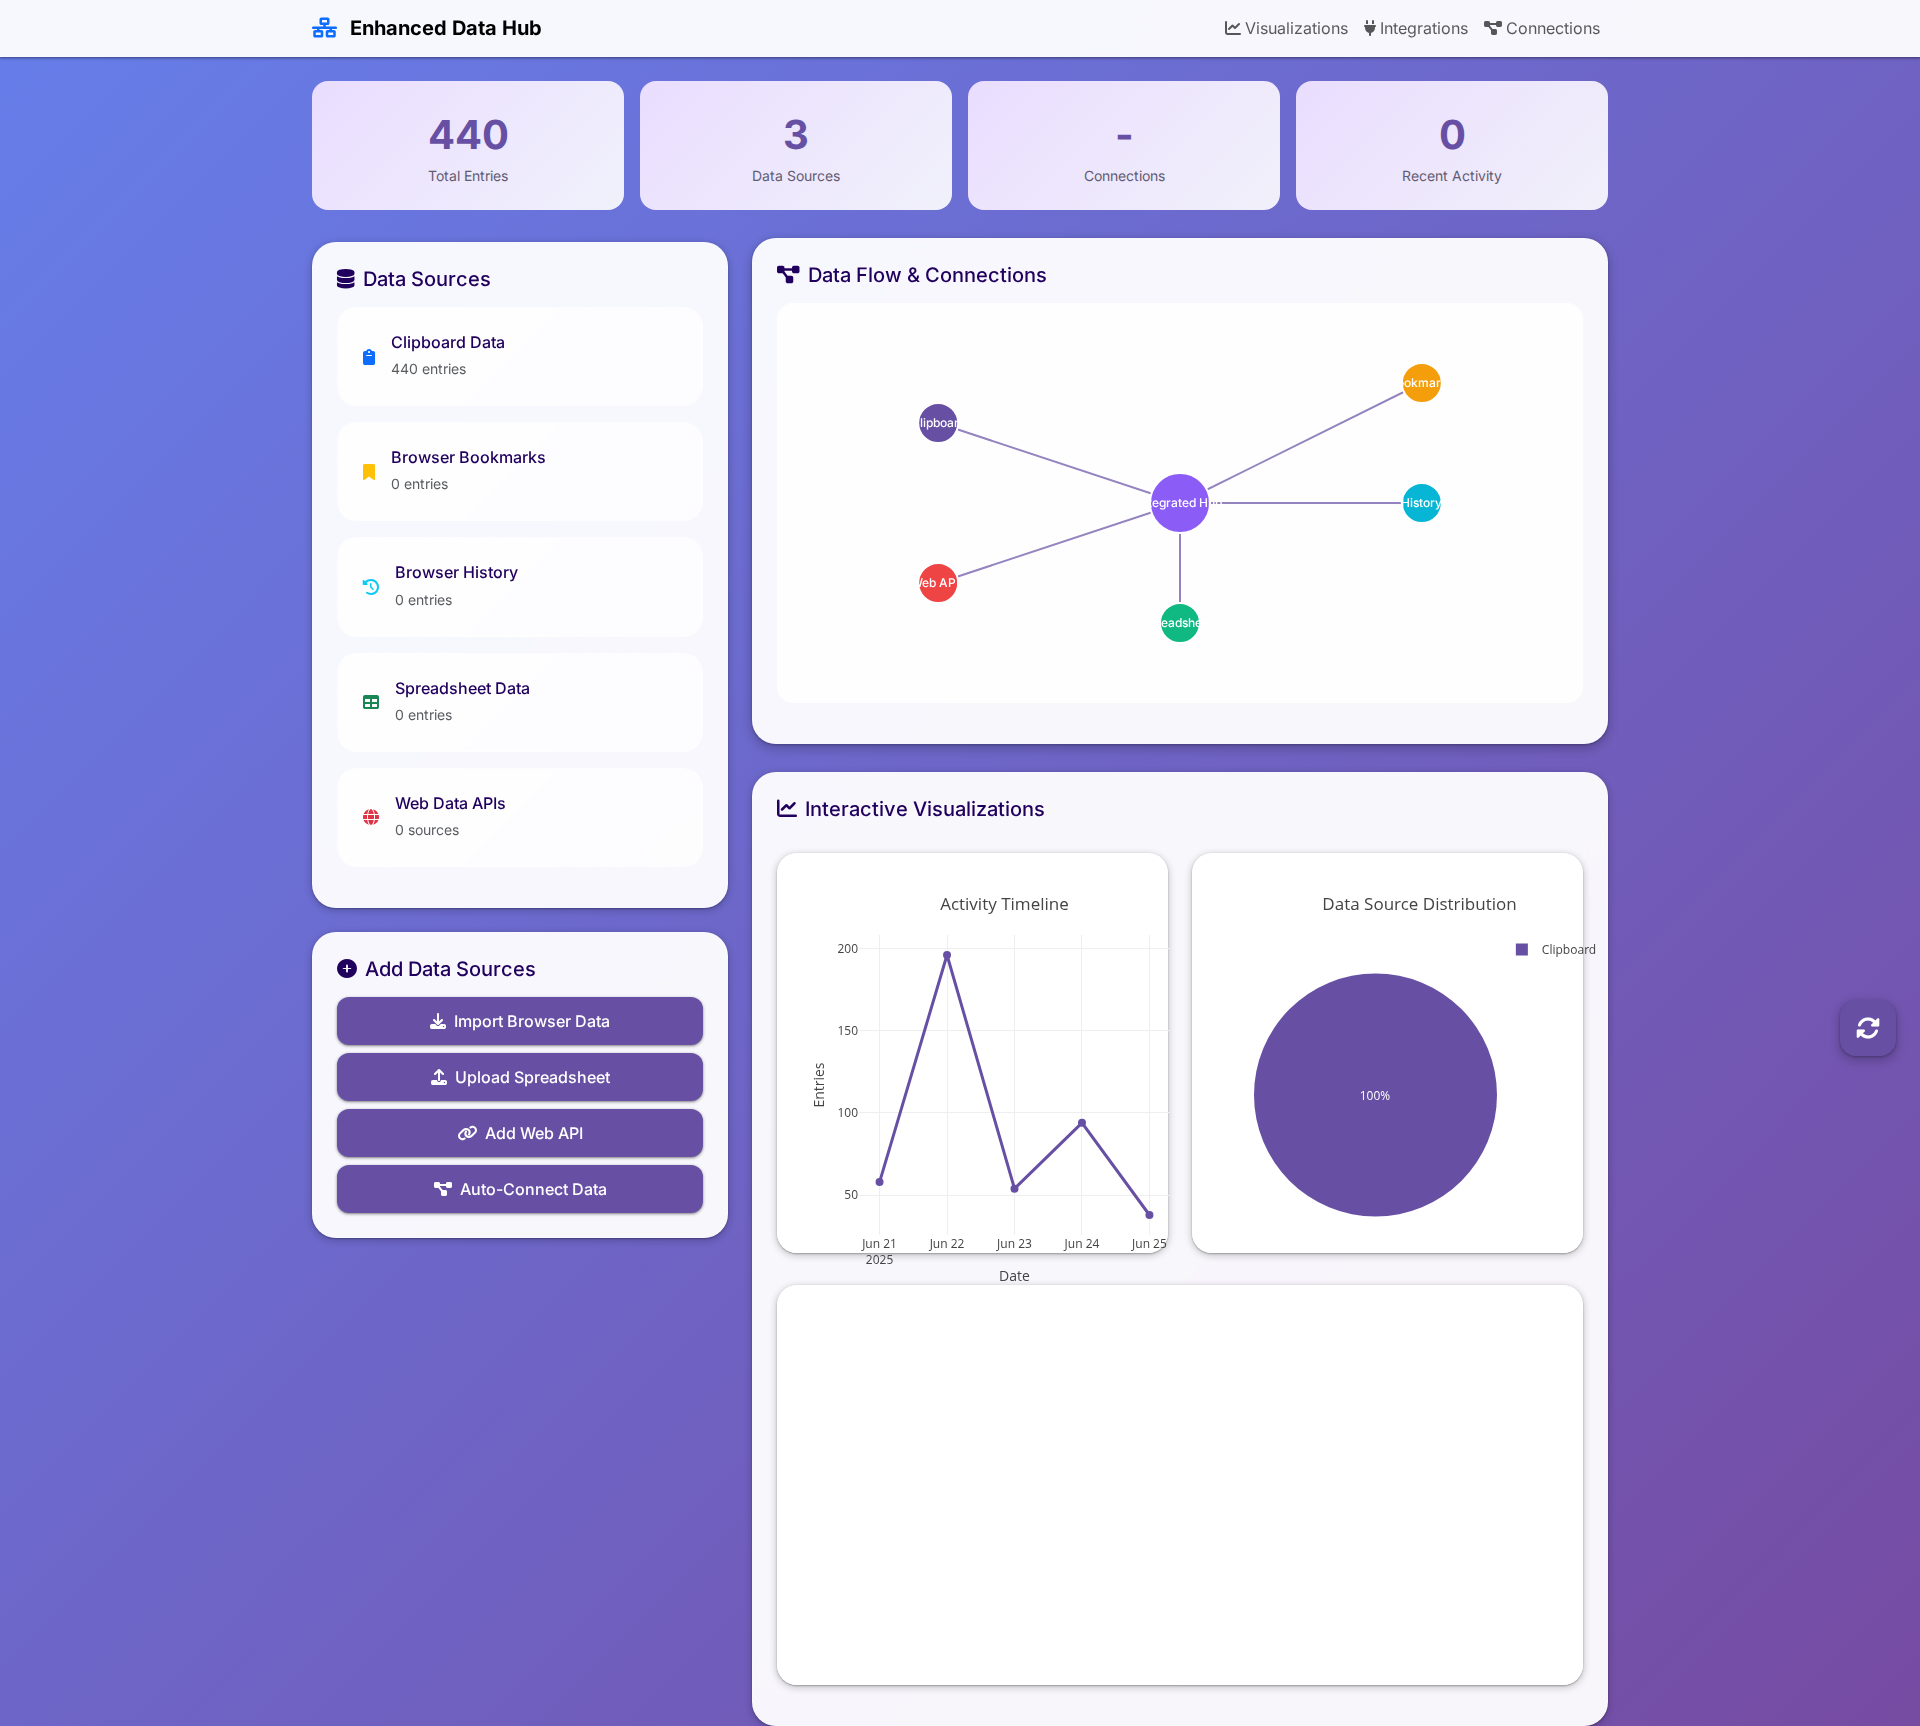 Enhanced Data Hub
Visualizations
Integrations
Connections
440
Total Entries
3
Data Sources
-
Connections
0
Recent Activity
Data Sources
Clipboard Data
440 entries
Browser Bookmarks
0 entries
Browser History
0 entries
Spreadsheet Data
0 entries
Web Data APIs
0 sources
Add Data Sources
Import Browser Data
Upload Spreadsheet
Add Web API
Auto-Connect Data
Data Flow & Connections
lipboar
ookmar
egrated H
History
eb AP
eadshe
Interactive Visualizations
Activity Timeline
200
150
100
50
Entries
Jun 21
2025
Jun 22
Jun 23
Jun 24
Jun 25
Date
Data Source Distribution
Clipboard
100%